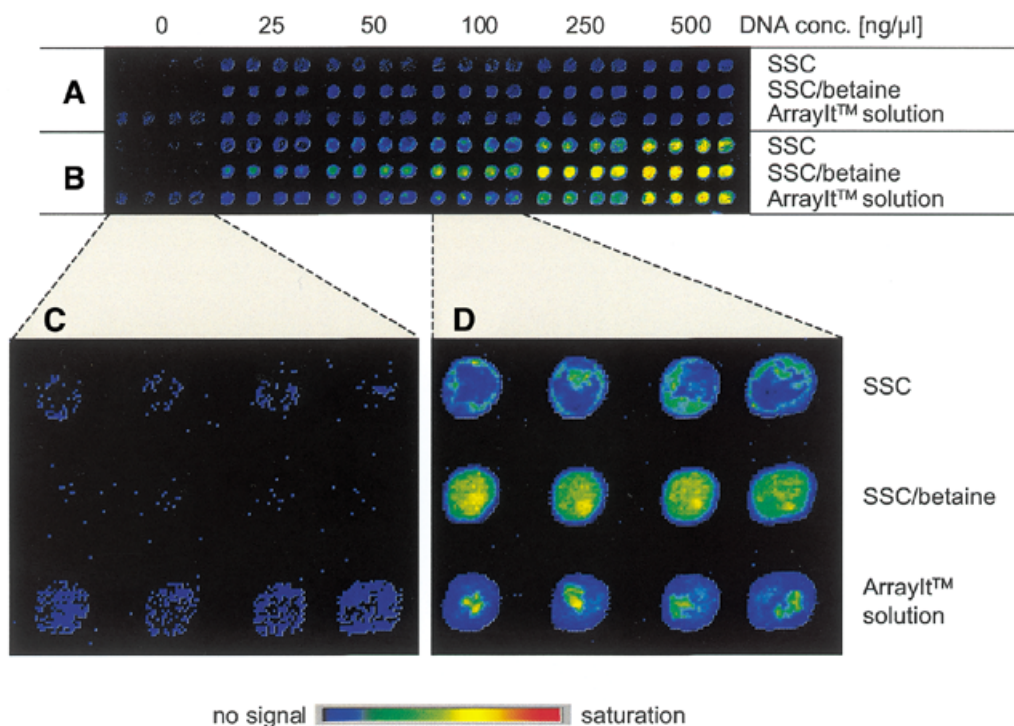 0 25 50 100 250 500 DNA conc. [ng/µl]
A
SSC
SSC/betaine
ArrayIt™ solution
B
SSC
SSC/betaine
ArrayIt™ solution
C
D
SSC
SSC/betaine
ArrayIt™
solution
no signal saturation